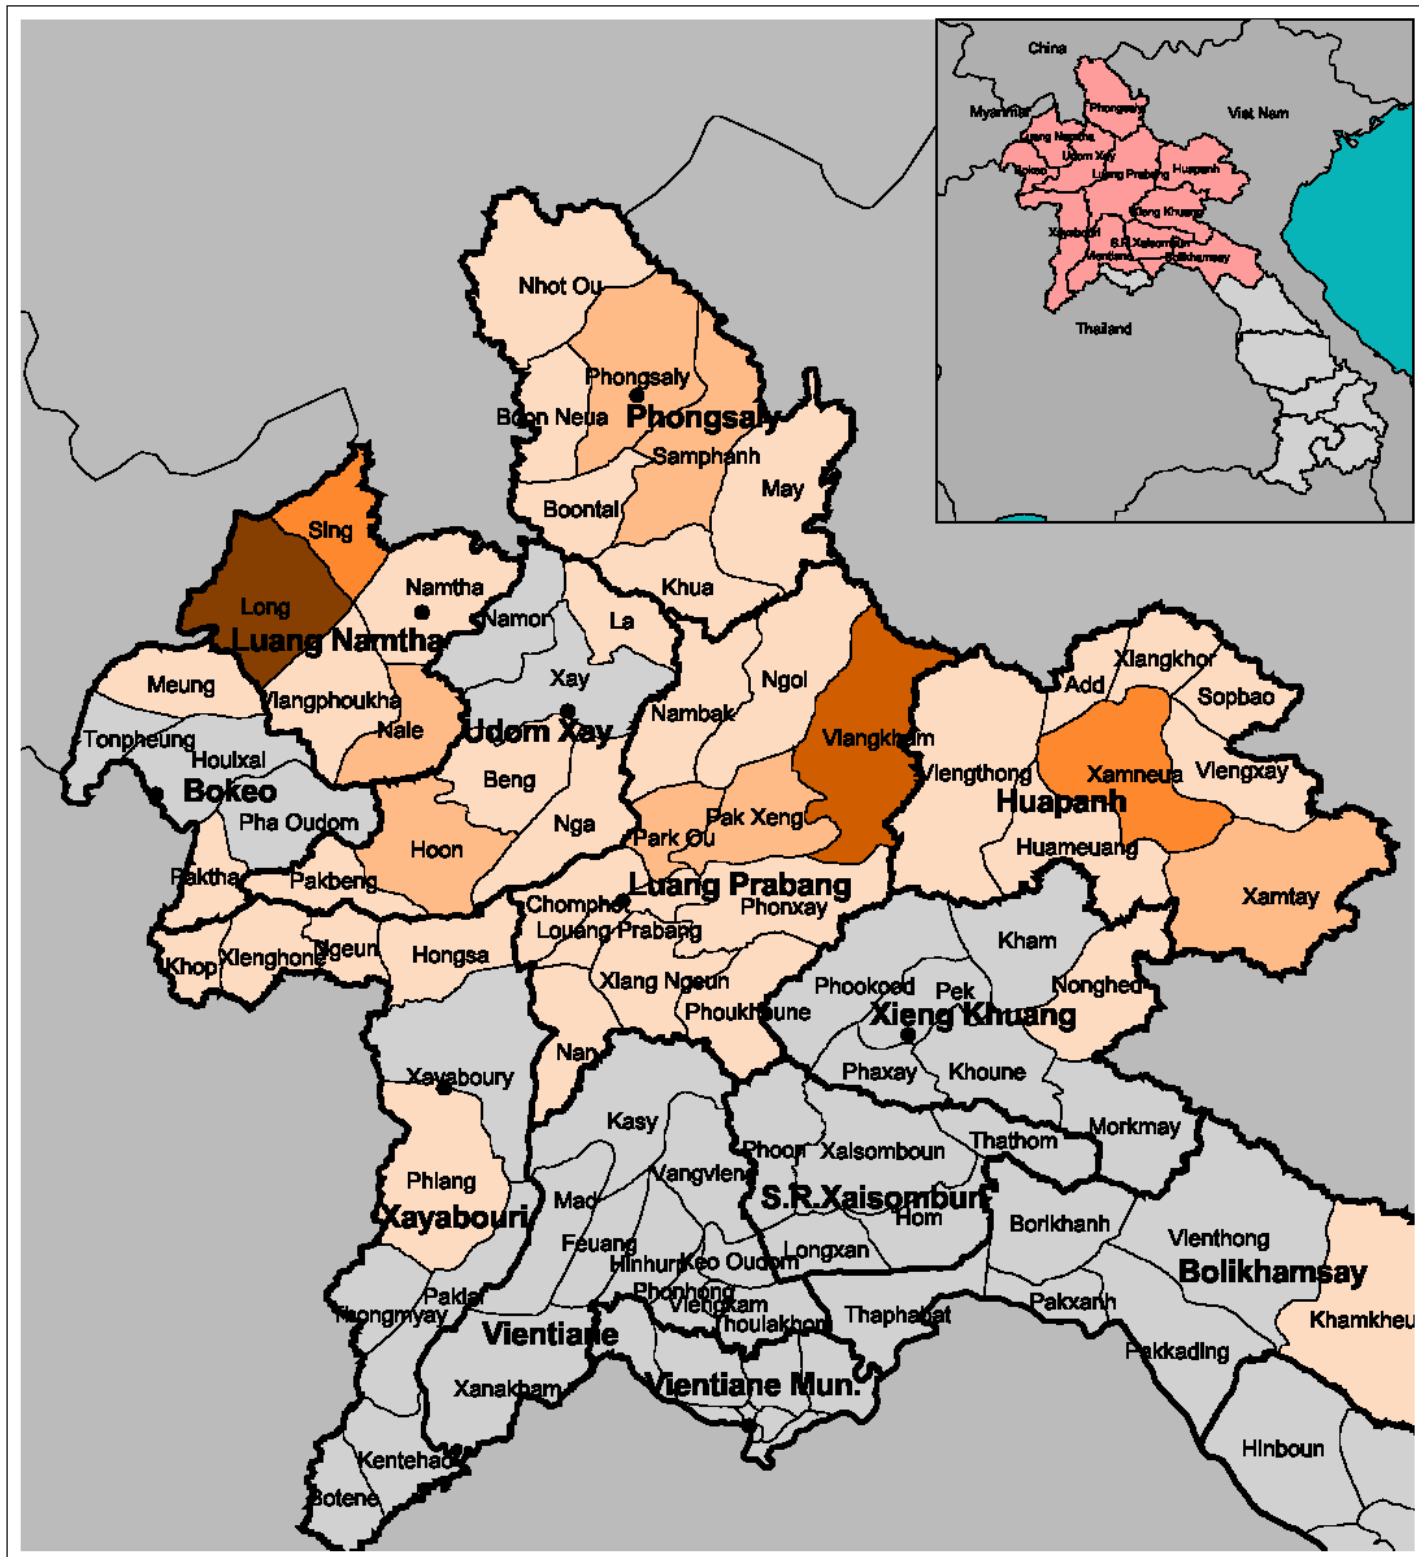 China
Myanmar
Viet Nam
Phongsaly
Luang Namtha
Udom Xay
Bokeo
Luang Prabang
Huapanh
Xieng Khuang
Xayabouri
S.R.Xaisombun
Vientiane
Bolikhamsay
Thailand
Nhot Ou
Phongsaly
Boon Neua
Phongsaly
Samphanh
May
Boontai
Sing
Namtha
Khua
Long
Luang Namtha
Namor
La
Meung
Viangphoukha
Xay
Ngoi
Nambak
Nale
Tonpheung
Houixai
Udom Xay
Viangkham
Add
Xiangkhor
Sopbao
Bokeo
Beng
Viengthong
Xamneua
Viengxay
Huapanh
Pha Oudom
Nga
Pak Xeng
Park Ou
Hoon
Huameuang
Paktha
Pakbeng
Luang Prabang
Xamtay
Chomphet
Phonxay
Louang Prabang
Kham
Khop
Xienghone
Ngeun
Hongsa
Xiang Ngeun
Phoukhoune
Phookood
Pek
Nonghed
Xieng Khuang
Nan
Phaxay
Khoune
Xayaboury
Kasy
Morkmay
Phoon
Xaisomboun
Thathom
Phiang
Vangvieng
Mad
S.R.Xaisombun
Hom
Xayabouri
Borikhanh
Vienthong
Feuang
Hinhurp
Keo Oudom
Longxan
Bolikhamsay
Phonhong
Viengkam
Paklai
Thongmyay
Thoulakhom
Thaphabat
Pakxanh
Khamkheu
Vientiane
Pakkading
Xanakham
Vientiane Mun.
Kentehao
Hinboun
Botene